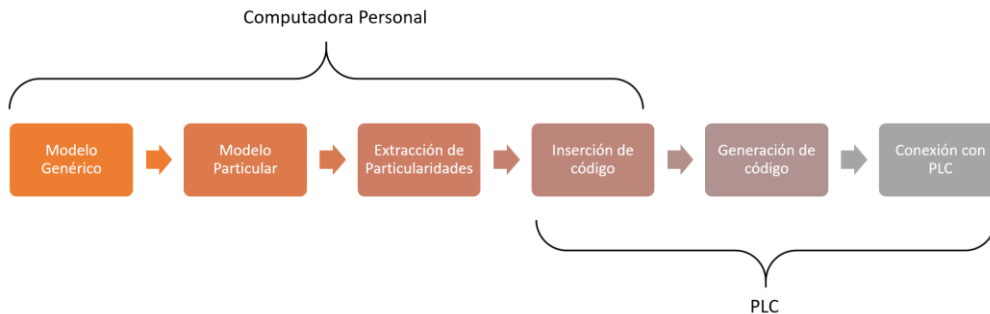 Computadora Personal
Modelo
Genérico
Modelo
Particular
Extracción de
Particularidades
Inserción de
código
Generación de
código
Conexión con
PLC
PLC